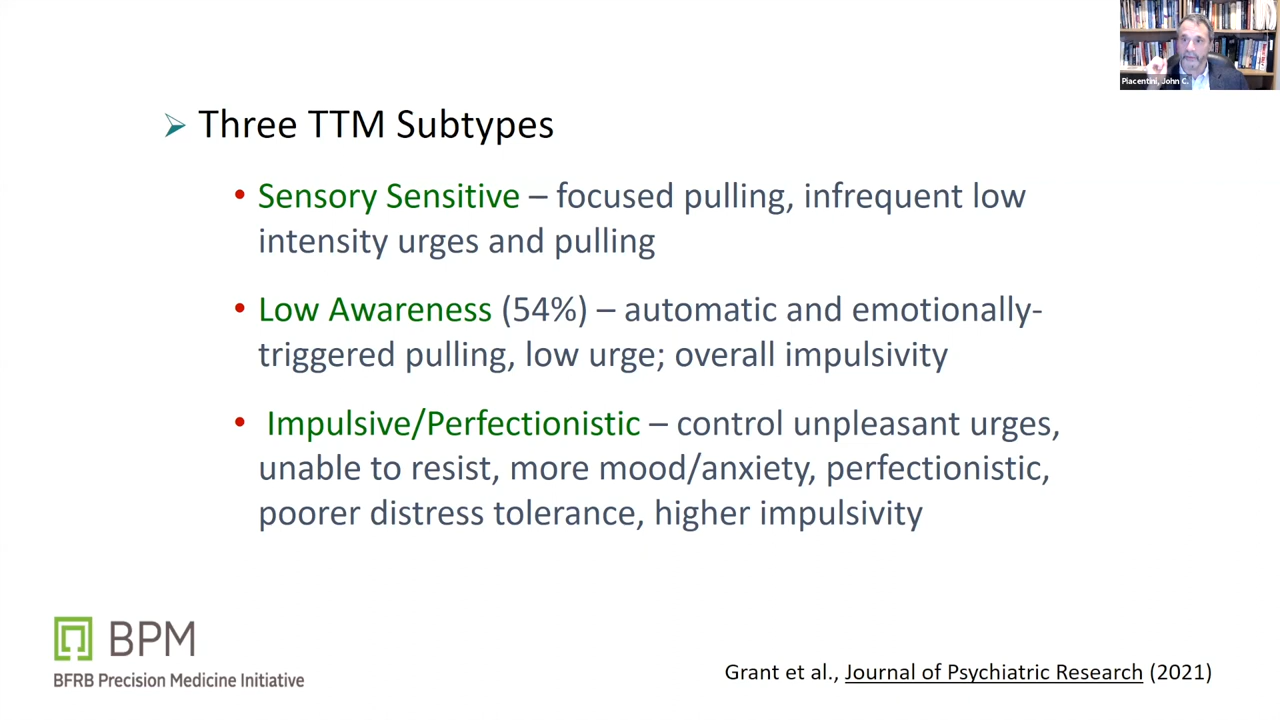 Piacentini, John C.
➢ Three TTM Subtypes
• Sensory Sensitive – focused pulling, infrequent low
intensity urges and pulling
• Low Awareness (54%) – automatic and emotionally-
triggered pulling, low urge; overall impulsivity
• Impulsive/Perfectionistic – control unpleasant urges,
unable to resist, more mood/anxiety, perfectionistic,
poorer distress tolerance, higher impulsivity
BPM
BFRB Precision Medicine Initiative
Grant et al., Journal of Psychiatric Research (2021)